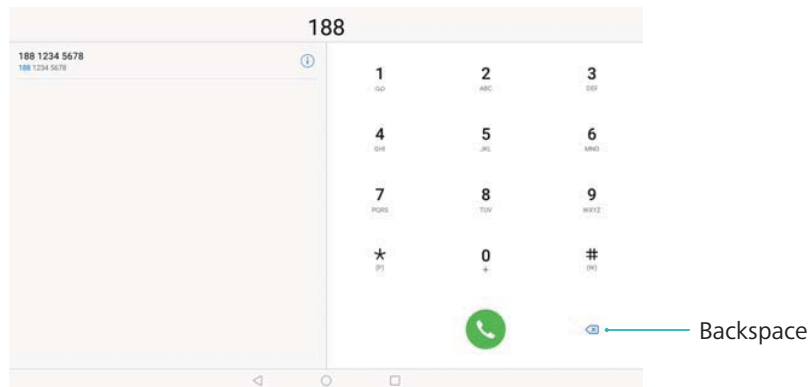 188
188 1234 5678
188 1234 5678
1 2 3
ABC DEF
4 5 6
GHI JKL MNO
7 8 9
PQRS TUV WXYZ
* 0 #
(P) + (W)
Backspace